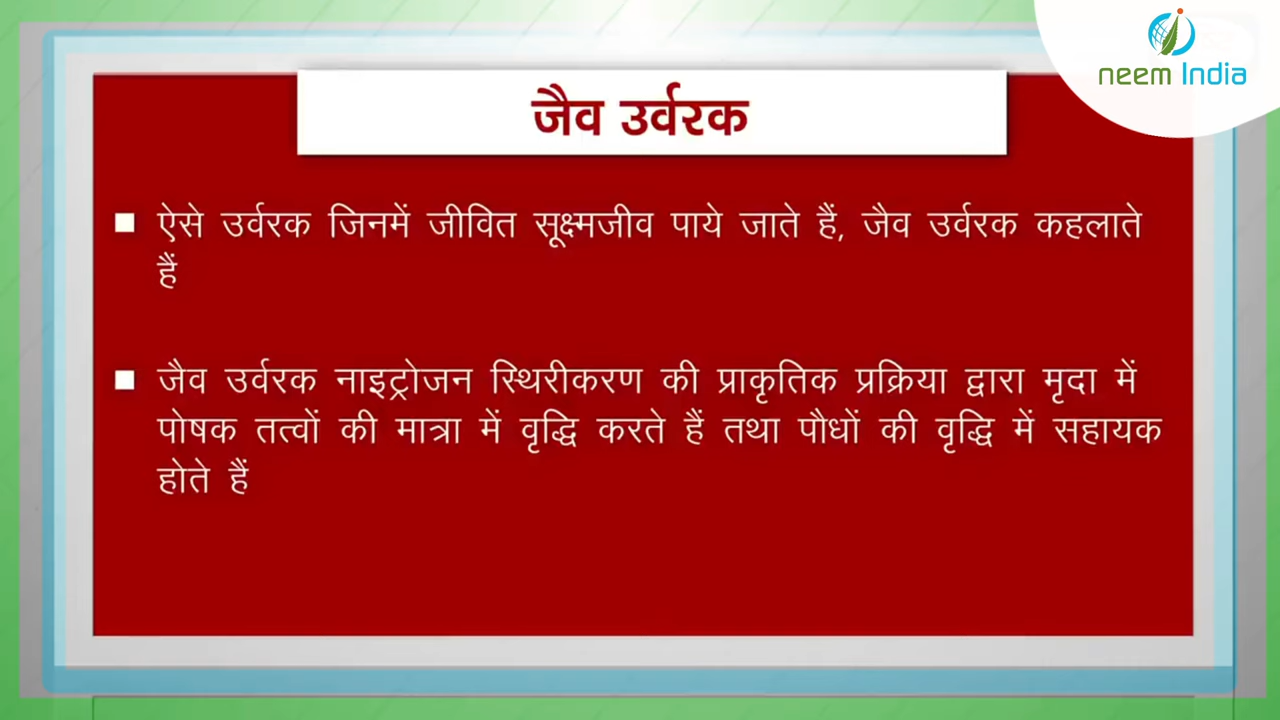 neem India
जैव उर्वरक
ऐसे उर्वरक जिनमें जीवित सूक्ष्मजीव पाये जाते हैं, जैव उर्वरक कहलाते
हैं
जैव उर्वरक नाइट्रोजन स्थिरीकरण की प्राकृतिक प्रक्रिया द्वारा मृदा में
पोषक तत्वों की मात्रा में वृद्धि करते हैं तथा पौधों की वृद्धि में सहायक
होते हैं